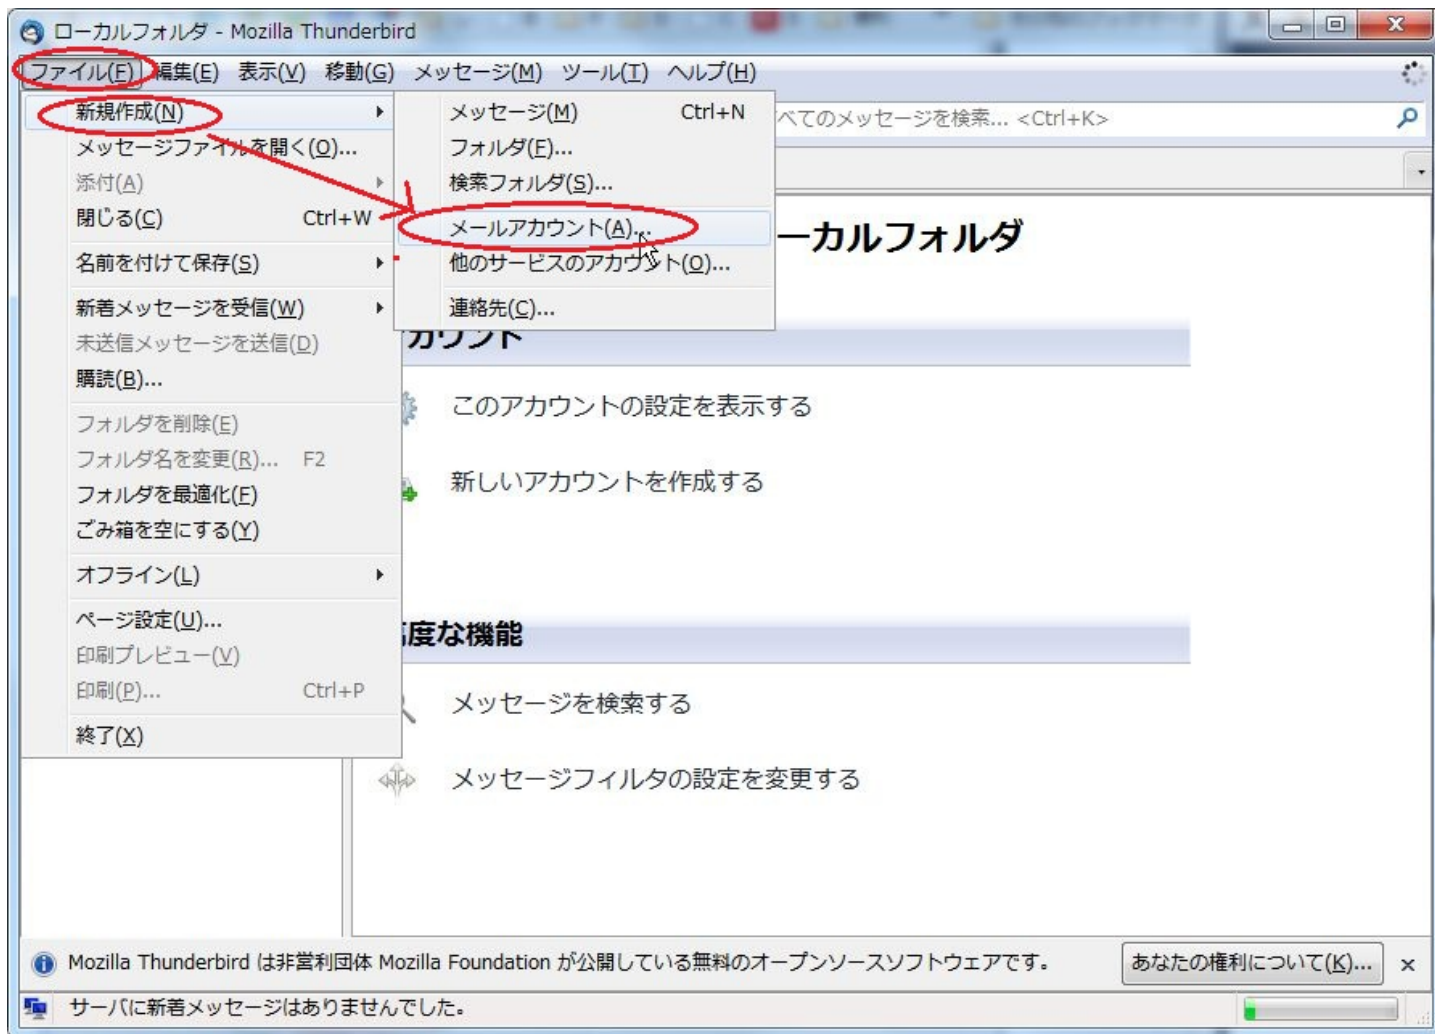 ローカルフォルダ - Mozilla Thunderbird
ファイル(F) 編集(E) 表示(V) 移動(G) メッセージ(M) ツール(T) ヘルプ(H)
新規作成(N)
メッセージファイルを開く(O)...
添付(A)
閉じる(C) Ctrl+W
名前を付けて保存(S)
新着メッセージを受信(W)
未送信メッセージを送信(D)
購読(B)...
フォルダを削除(E)
フォルダ名を変更(R)... F2
フォルダを最適化(F)
ごみ箱を空にする(Y)
オフライン(L)
ページ設定(U)...
印刷プレビュー(V)
印刷(P)... Ctrl+P
終了(X)
メッセージ(M) Ctrl+N
フォルダ(F)...
検索フォルダ(S)...
メールアカウント(A)...
他のサービスのアカウント(O)...
連絡先(C)...
べてのメッセージを検索... <Ctrl+K>
ーカルフォルダ
カウント
このアカウントの設定を表示する
新しいアカウントを作成する
度な機能
メッセージを検索する
メッセージフィルタの設定を変更する
Mozilla Thunderbird は非営利団体 Mozilla Foundation が公開している無料のオープンソースソフトウェアです。 あなたの権利について(K)...
サーバに新着メッセージはありませんでした。